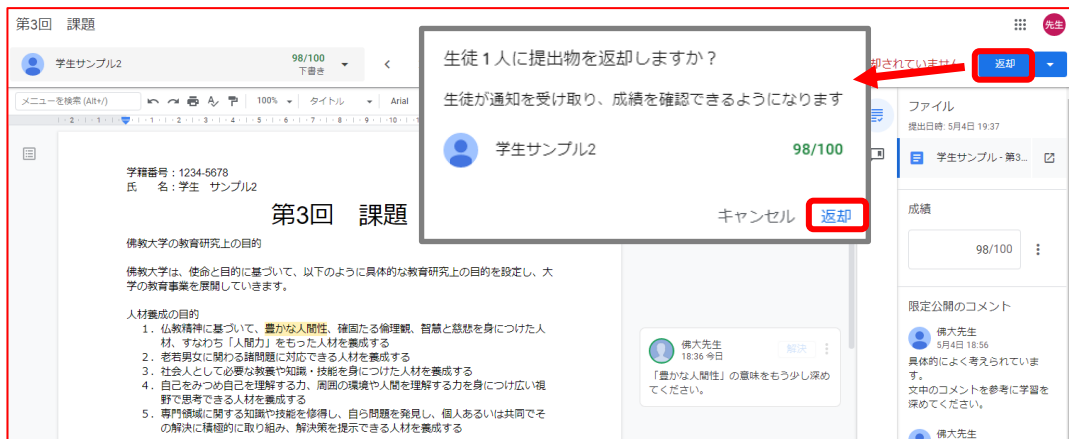 第3回 課題
先生
学生サンプル2
98/100
下書き
返却されていません
返却
メニューを検索 (Alt+/)
100%
タイトル
Arial
生徒 1 人に提出物を返却しますか？
生徒が通知を受け取り、成績を確認できるようになります
学生サンプル2 98/100
キャンセル 返却
学籍番号：1234-5678
氏 名：学生 サンプル2
第3回 課題
佛教大学の教育研究上の目的
佛教大学は、使命と目的に基づいて、以下のように具体的な教育研究上の目的を設定し、大
学の教育事業を展開していきます。
人材養成の目的
1. 仏教精神に基づいて、豊かな人間性、確固たる倫理観、智慧と慈悲を身につけた人
材、すなわち「人間力」をもった人材を養成する
2. 老若男女に関わる諸問題に対応できる人材を養成する
3. 社会人として必要な教養や知識・技能を身につけた人材を養成する
4. 自己をみつめ自己を理解する力、周囲の環境や人間を理解する力を身につけ広い視
野で思考できる人材を養成する
5. 専門領域に関する知識や技能を修得し、自ら問題を発見し、個人あるいは共同でそ
の解決に積極的に取り組み、解決策を提示できる人材を養成する
佛大先生
18:36 今日
解決
「豊かな人間性」の意味をもう少し深め
てください。
ファイル
提出日時: 5月4日 19:37
学生サンプル - 第3...
成績
98/100
限定公開のコメント
佛大先生
5月4日 18:56
具体的によく考えられていま
す。
文中のコメントを参考に学習を
深めてください。
佛大先生